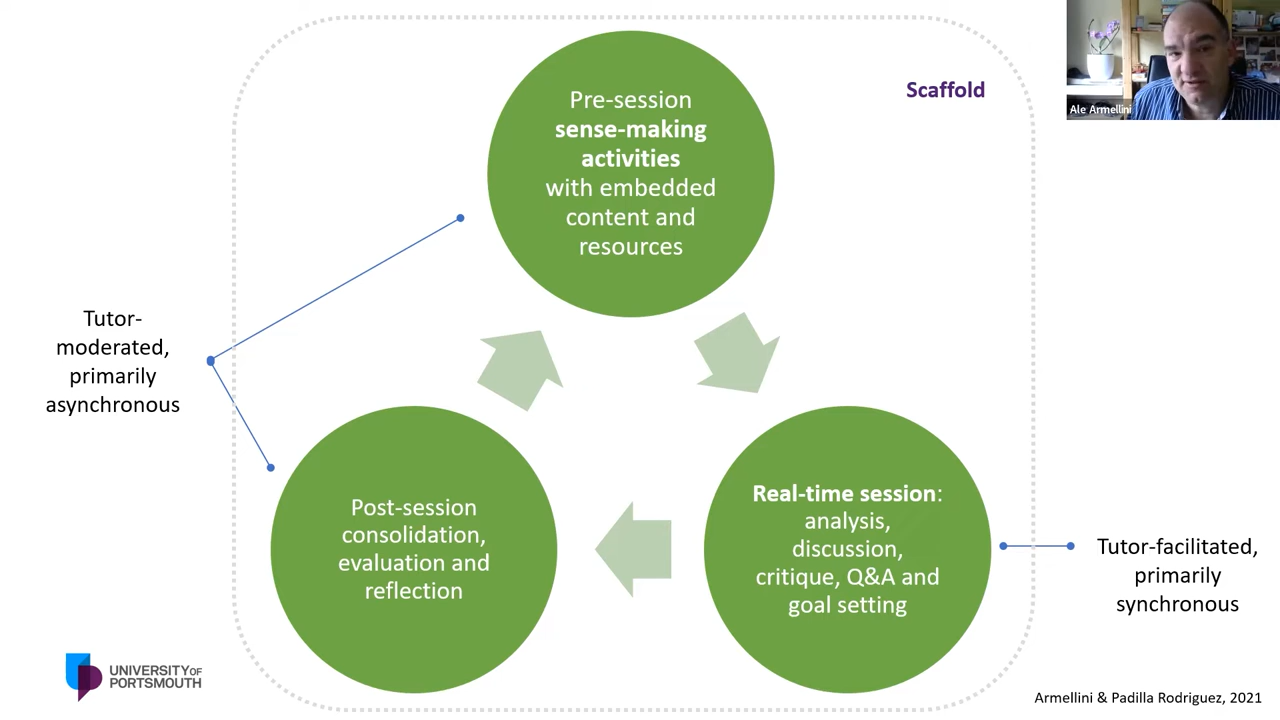 Pre-session
sense-making
activities
with embedded
content and
resources
Scaffold
Ale Armellini
Tutor-
moderated,
primarily
asynchronous
Real-time session:
analysis,
discussion,
critique, Q&A and
goal setting
Post-session
consolidation,
evaluation and
reflection
Tutor-facilitated,
primarily
synchronous
UNIVERSITY OF
PORTSMOUTH
Armellini & Padilla Rodriguez, 2021